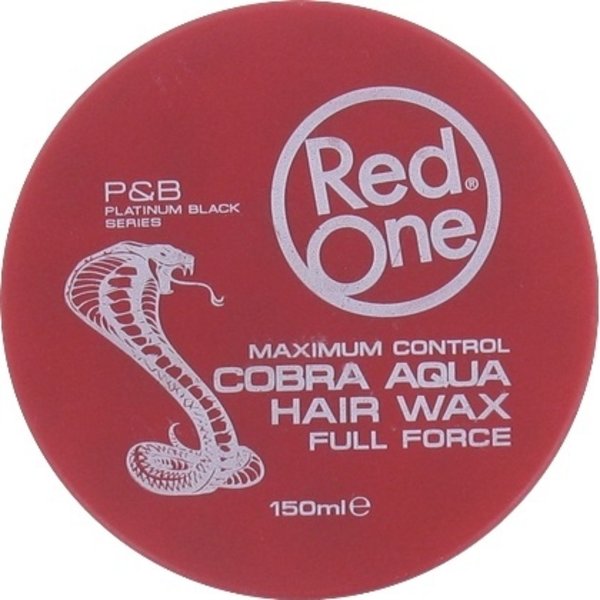 Red
One®
P&B
PLATINUM BLACK
SERIES
MAXIMUM CONTROL
COBRA AQUA
HAIR WAX
FULL FORCE
150ml℮